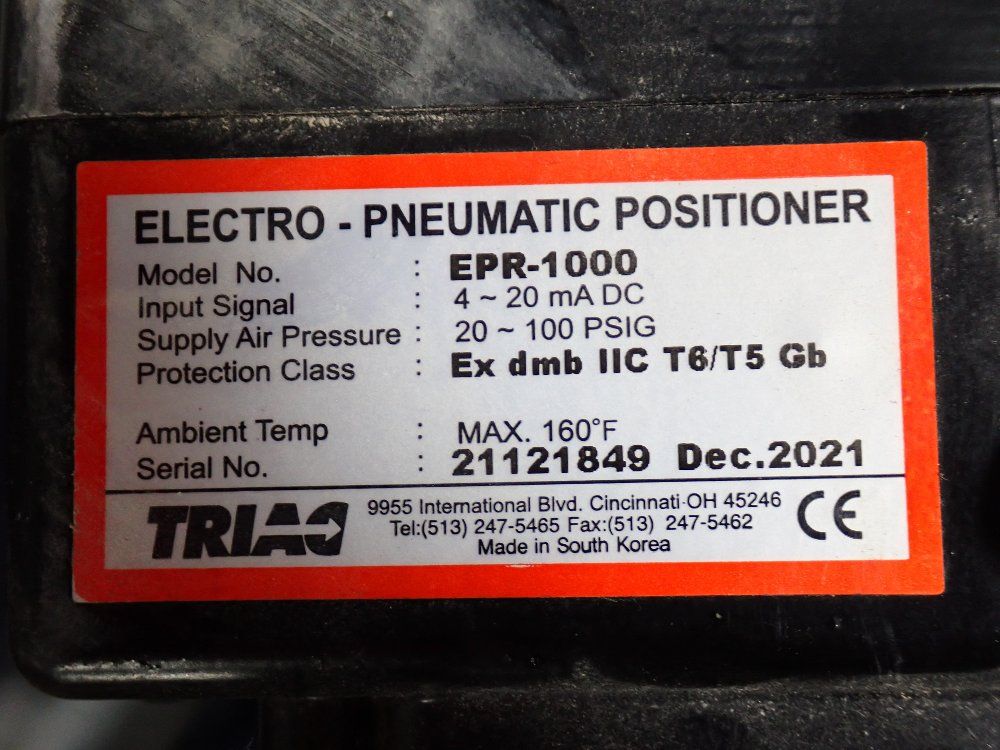 ELECTRO - PNEUMATIC POSITIONER
Model No. : EPR-1000
Input Signal : 4 ~ 20 mA DC
Supply Air Pressure : 20 ~ 100 PSIG
Protection Class : Ex dmb IIC T6/T5 Gb
Ambient Temp : MAX. 160°F
Serial No. : 21121849 Dec.2021
TRIAC
9955 International Blvd. Cincinnati OH 45246
Tel:(513) 247-5465 Fax:(513) 247-5462
Made in South Korea
CE